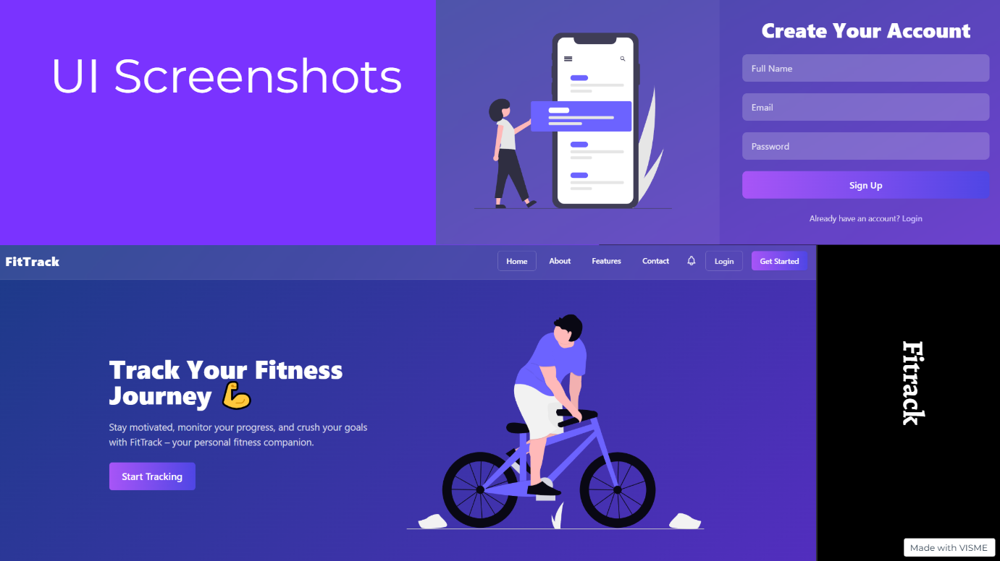 UI Screenshots
Create Your Account
Full Name
Email
Password
Sign Up
Already have an account? Login
FitTrack
Home
About
Features
Contact
Login
Get Started
Track Your Fitness
Journey 💪
Stay motivated, monitor your progress, and crush your goals
with FitTrack – your personal fitness companion.
Start Tracking
Fitrack
Made with VISME